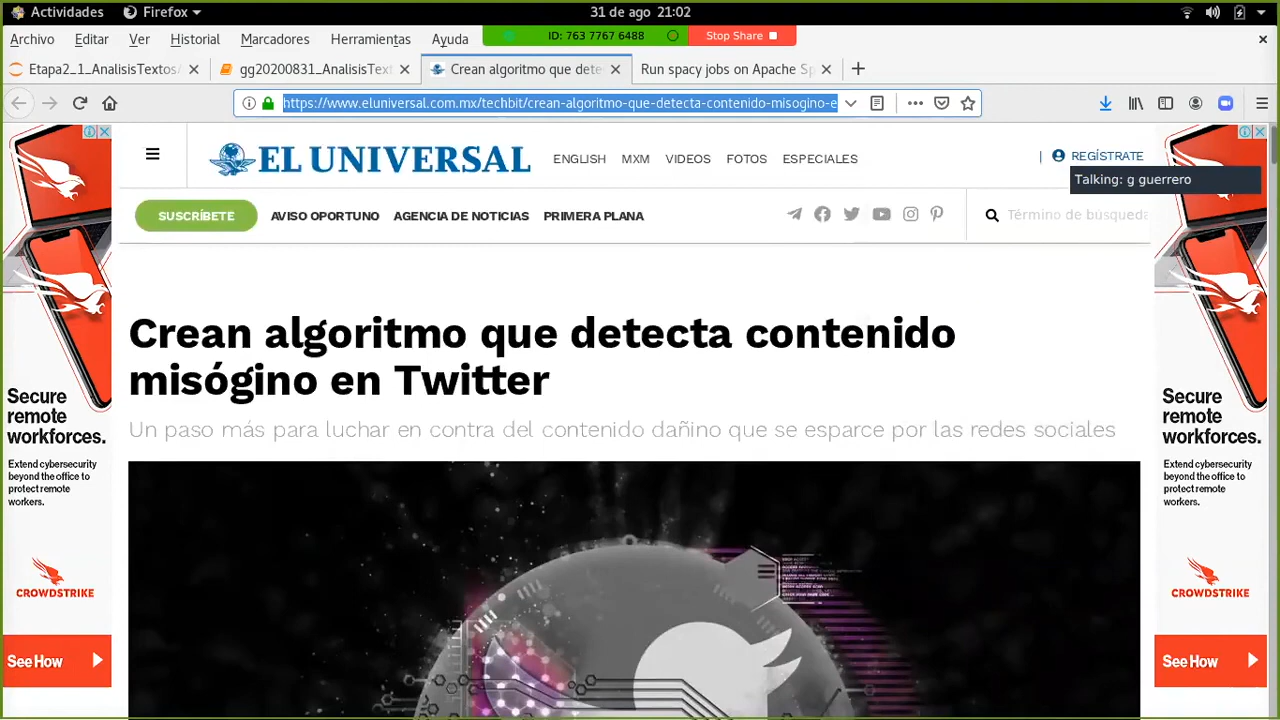 Actividades
Firefox
31 de ago 21:02
Archivo
Editar
Ver
Historial
Marcadores
Herramientas
Ayuda
ID: 763 7767 6488
Stop Share
Etapa2_1_AnalisisTextos/
gg20200831_AnalisisText
Crean algoritmo que dete
Run spacy jobs on Apache Sp
https://www.eluniversal.com.mx/techbit/crean-algoritmo-que-detecta-contenido-misogino-e
EL UNIVERSAL
ENGLISH
MXM
VIDEOS
FOTOS
ESPECIALES
REGÍSTRATE
Talking: g guerrero
SUSCRÍBETE
AVISO OPORTUNO
AGENCIA DE NOTICIAS
PRIMERA PLANA
Término de búsqueda
Crean algoritmo que detecta contenido
misógino en Twitter
Un paso más para luchar en contra del contenido dañino que se esparce por las redes sociales
Secure
remote
workforces.
Extend cybersecurity
beyond the office to
protect remote
workers.
CROWDSTRIKE
See How
Secure
remote
workforces.
Extend cybersecurity
beyond the office to
protect remote
workers.
CROWDSTRIKE
See How